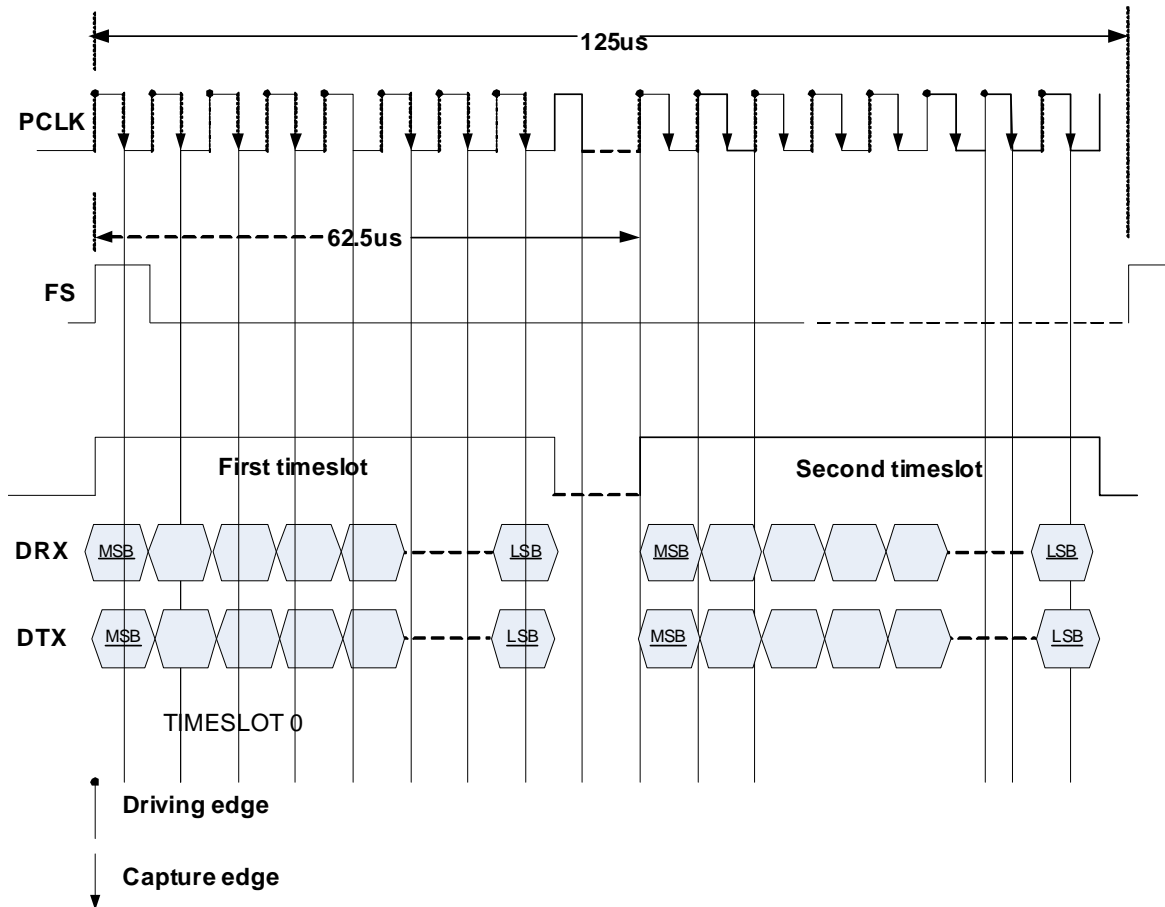 125us
PCLK
62.5us
FS
First timeslot
Second timeslot
DRX
MSB
LSB
MSB
LSB
DTX
MSB
LSB
MSB
LSB
TIMESLOT 0
Driving edge
Capture edge